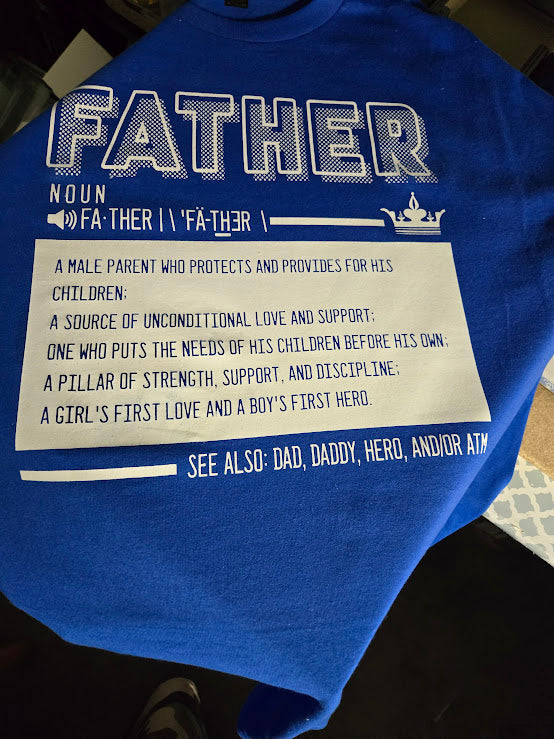 FATHER
NOUN
FA·THER | \ 'FÄ-THƎR \
A MALE PARENT WHO PROTECTS AND PROVIDES FOR HIS
CHILDREN;
A SOURCE OF UNCONDITIONAL LOVE AND SUPPORT;
ONE WHO PUTS THE NEEDS OF HIS CHILDREN BEFORE HIS OWN;
A PILLAR OF STRENGTH, SUPPORT, AND DISCIPLINE;
A GIRL'S FIRST LOVE AND A BOY'S FIRST HERO.
SEE ALSO: DAD, DADDY, HERO, AND/OR ATM